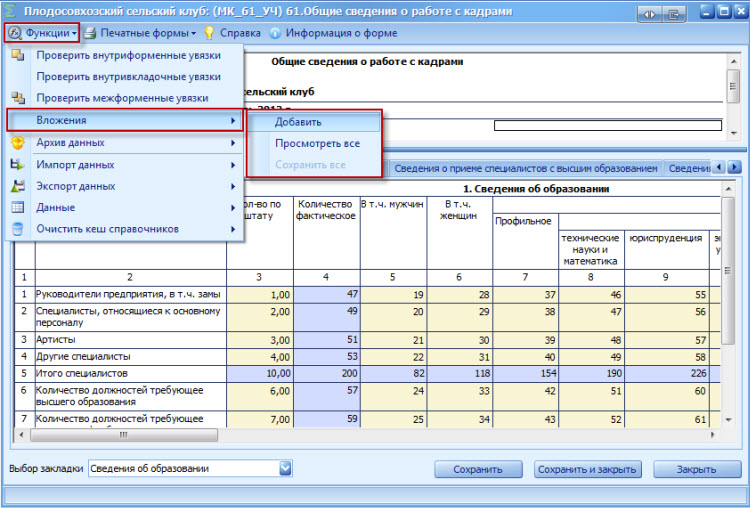 Плодосовхозский сельский клуб: (МК_61_УЧ) 61.Общие сведения о работе с кадрами
Функции Печатные формы Справка Информация о форме
Проверить внутриформенные увязки
Проверить внутривкладочные увязки
Проверить межформенные увязки
Вложения
Архив данных
Импорт данных
Экспорт данных
Данные
Очистить кеш справочников
Добавить
Просмотреть все
Сохранить все
Общие сведения о работе с кадрами
сельский клуб
Сведения о приеме специалистов с высшим образованием Сведени
1. Сведения об образовании
ол-во по штату Количество В т.ч. мужчин В т.ч.
фактическое женщин
Профильное
технические юриспруденция
науки и
математика
1 2 3 4 5 6 7 8 9
1 Руководители предприятия, в т.ч. замы 1,00 47 19 28 37 46 55
2 Специалисты, относящиеся к основному 2,00 49 20 29 38 47 56
персоналу
3 Артисты 3,00 51 21 30 39 48 57
4 Другие специалисты 4,00 53 22 31 40 49 58
5 Итого специалистов 10,00 200 82 118 154 190 226
6 Количество должностей требующее 6,00 57 24 33 42 51 60
высшего образования
7 Количество должностей требующее 7,00 59 25 34 43 52 61
Выбор закладки Сведения об образовании Сохранить Сохранить и закрыть Закрыть